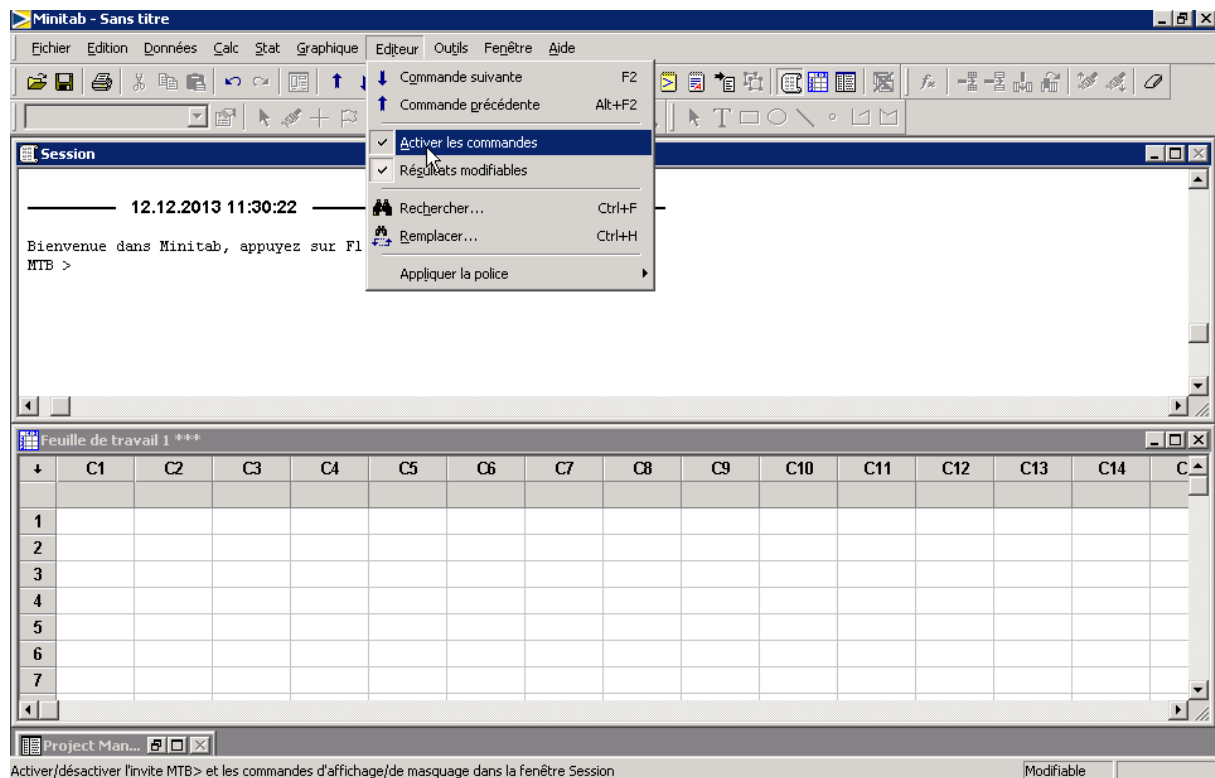 Minitab - Sans titre
Fichier Edition Données Calc Stat Graphique Editeur Outils Fenêtre Aide
Commande suivante F2
Commande précédente Alt+F2
Activer les commandes
Résultats modifiables
Rechercher... Ctrl+F
Remplacer... Ctrl+H
Appliquer la police
Session
12.12.2013 11:30:22
Bienvenue dans Minitab, appuyez sur F1
MTB >
Feuille de travail 1 ***
C1 C2 C3 C4 C5 C6 C7 C8 C9 C10 C11 C12 C13 C14 C
1
2
3
4
5
6
7
Project Man...
Activer/désactiver l'invite MTB> et les commandes d'affichage/de masquage dans la fenêtre Session Modifiable